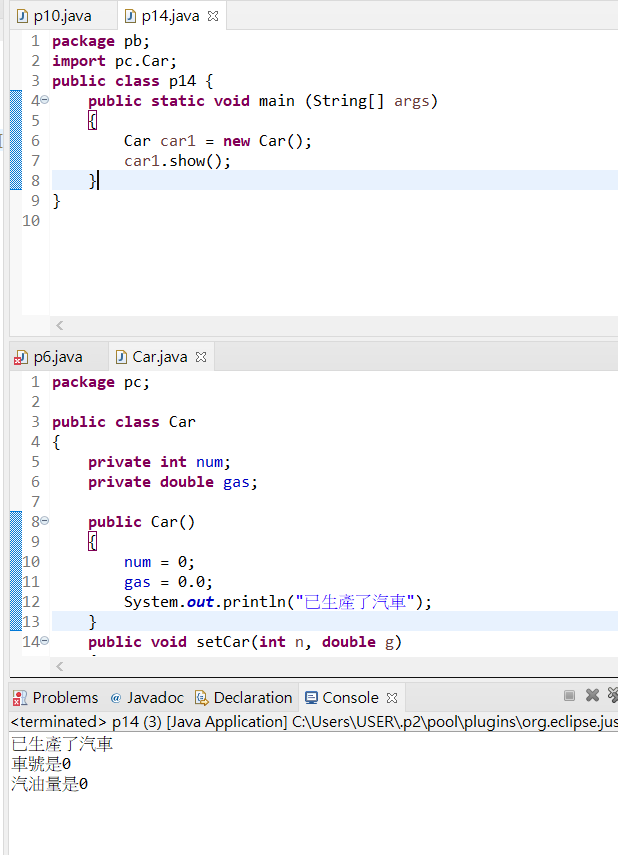 p10.java p14.java
1 package pb;
2 import pc.Car;
3 public class p14 {
4 public static void main (String[] args)
5 {
6 Car car1 = new Car();
7 car1.show();
8 }
9 }
10
p6.java Car.java
1 package pc;
2
3 public class Car
4 {
5 private int num;
6 private double gas;
7
8 public Car()
9 {
10 num = 0;
11 gas = 0.0;
12 System.out.println("已生產了汽車");
13 }
14 public void setCar(int n, double g)
Problems @ Javadoc Declaration Console
<terminated> p14 (3) [Java Application] C:\Users\USER\.p2\pool\plugins\org.eclipse.jus
已生產了汽車
車號是0
汽油量是0